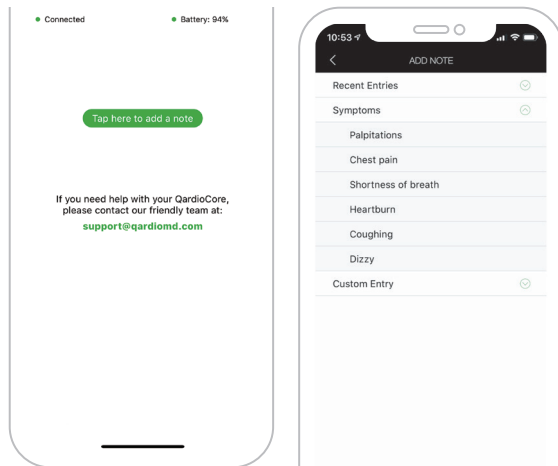 Connected
Battery: 94%
Tap here to add a note
If you need help with your QardioCore,
please contact our friendly team at:
support@qardiomd.com
10:53
ADD NOTE
Recent Entries
Symptoms
Palpitations
Chest pain
Shortness of breath
Heartburn
Coughing
Dizzy
Custom Entry